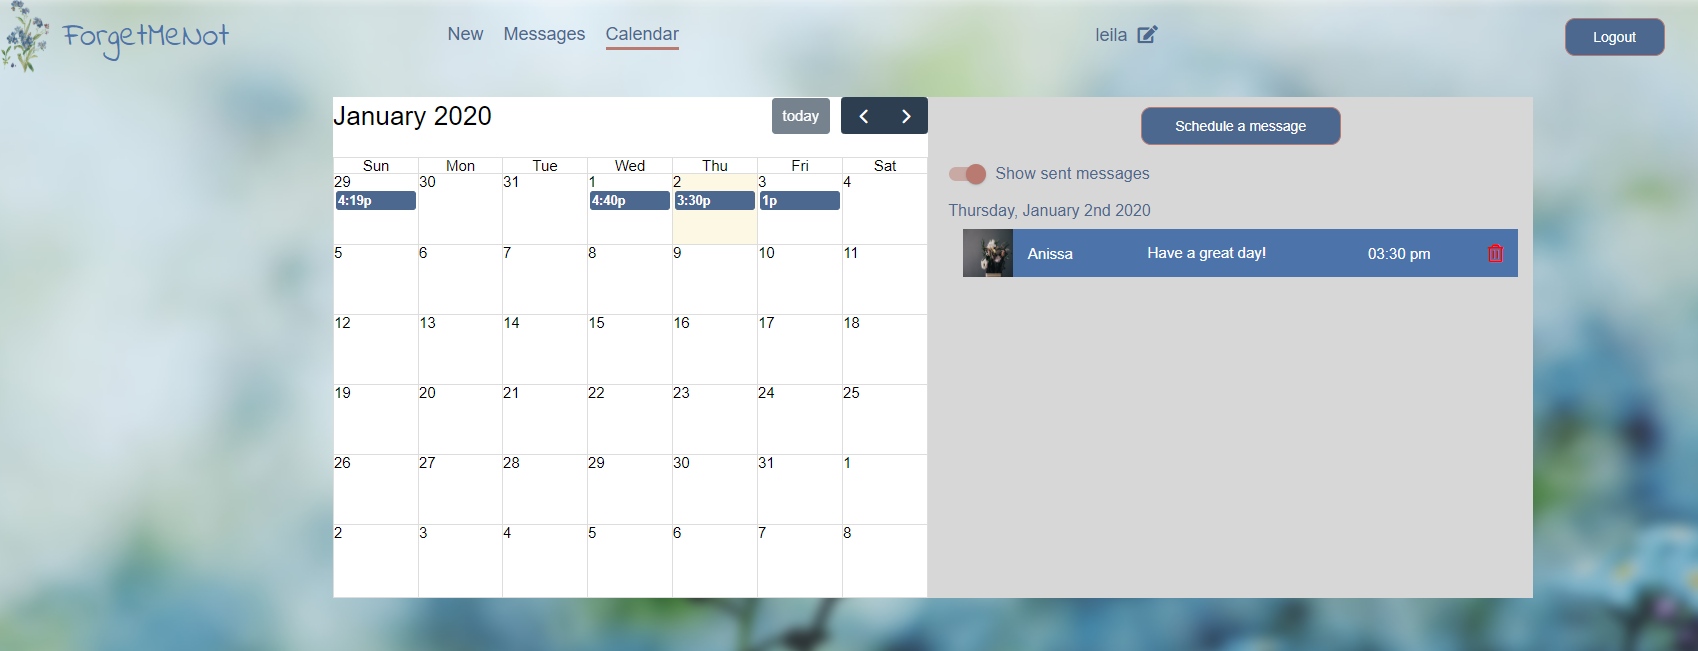 ForgetMeNot
New Messages Calendar
leila
Logout
January 2020
today
Sun Mon Tue Wed Thu Fri Sat
29 30 31 1 2 3 4
4:19p 4:40p 3:30p 1p
5 6 7 8 9 10 11
12 13 14 15 16 17 18
19 20 21 22 23 24 25
26 27 28 29 30 31 1
2 3 4 5 6 7 8
Schedule a message
Show sent messages
Thursday, January 2nd 2020
Anissa Have a great day! 03:30 pm